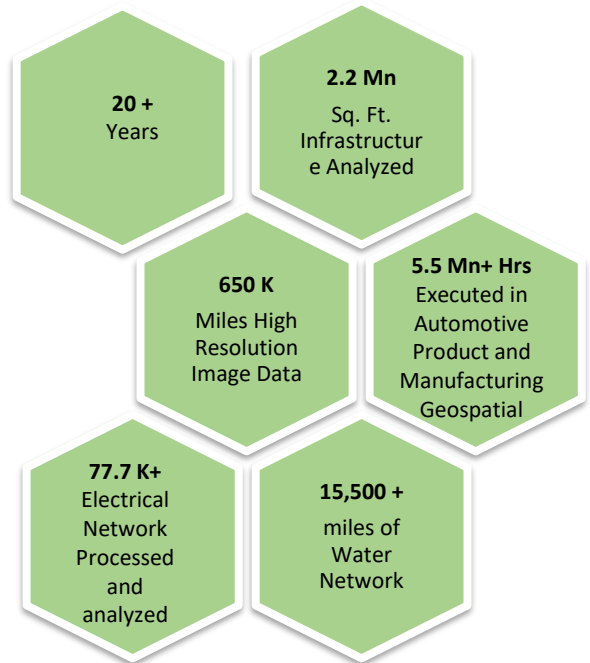 20 +
Years
2.2 Mn
Sq. Ft.
Infrastructur
e Analyzed
650 K
Miles High
Resolution
Image Data
5.5 Mn+ Hrs
Executed in
Automotive
Product and
Manufacturing
Geospatial
77.7 K+
Electrical
Network
Processed
and
analyzed
15,500 +
miles of
Water
Network